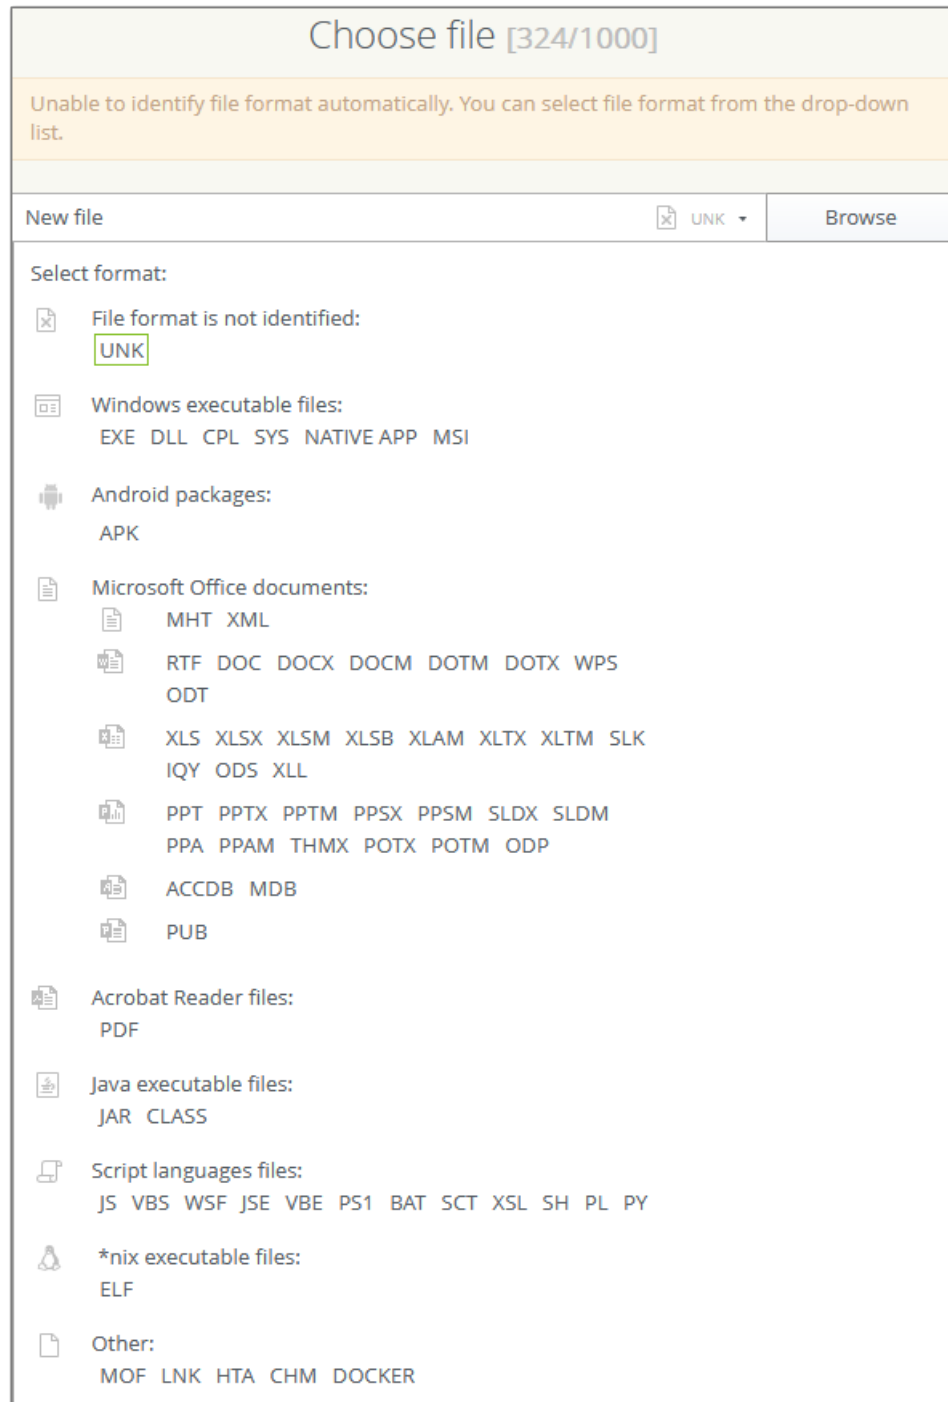 Choose file [324/1000]
Unable to identify file format automatically. You can select file format from the drop-down
list.
New file UNK Browse
Select format:
File format is not identified:
UNK
Windows executable files:
EXE DLL CPL SYS NATIVE APP MSI
Android packages:
APK
Microsoft Office documents:
MHT XML
RTF DOC DOCX DOCM DOTM DOTX WPS
ODT
XLS XLSX XLSM XLSB XLAM XLTX XLTM SLK
IQY ODS XLL
PPT PPTX PPTM PPSX PPSM SLDX SLDM
PPA PPAM THMX POTX POTM ODP
ACCDB MDB
PUB
Acrobat Reader files:
PDF
Java executable files:
JAR CLASS
Script languages files:
JS VBS WSF JSE VBE PS1 BAT SCT XSL SH PL PY
*nix executable files:
ELF
Other:
MOF LNK HTA CHM DOCKER